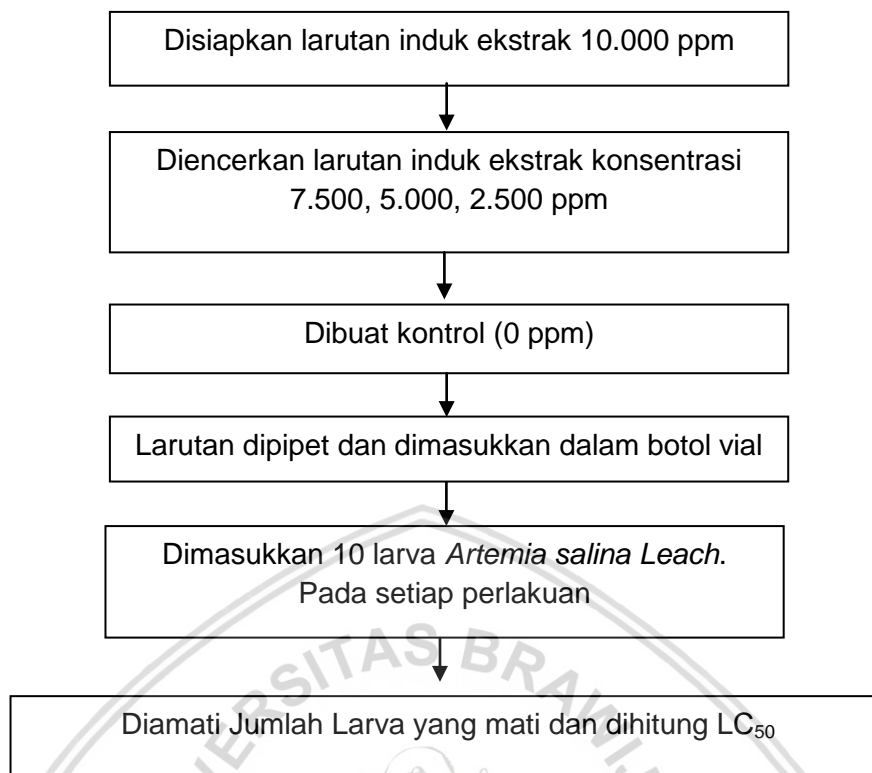 Disiapkan larutan induk ekstrak 10.000 ppm
Diencerkan larutan induk ekstrak konsentrasi
7.500, 5.000, 2.500 ppm
Dibuat kontrol (0 ppm)
Larutan dipipet dan dimasukkan dalam botol vial
Dimasukkan 10 larva Artemia salina Leach.
Pada setiap perlakuan
Diamati Jumlah Larva yang mati dan dihitung LC₅₀